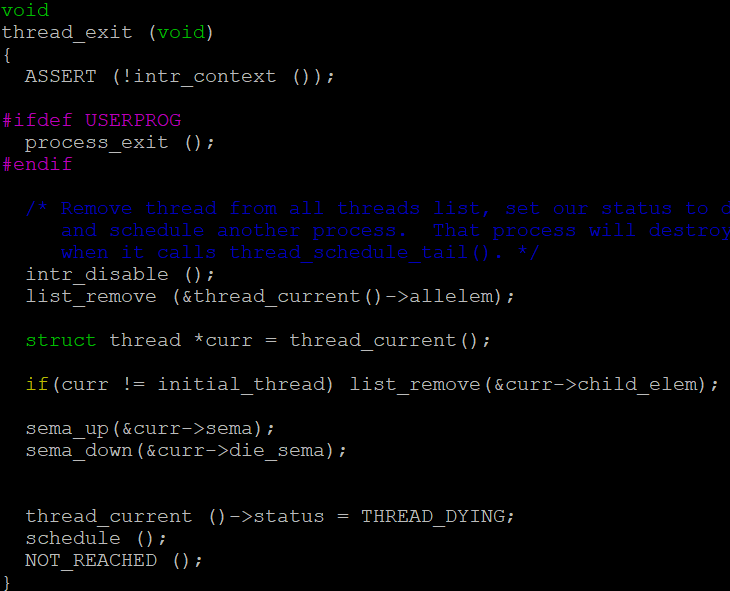 void
thread_exit (void)
{
  ASSERT (!intr_context ());

#ifdef USERPROG
  process_exit ();
#endif

  /* Remove thread from all threads list, set our status to
     and schedule another process.  That process will destroy
     when it calls thread_schedule_tail(). */
  intr_disable ();
  list_remove (&thread_current()->allelem);

  struct thread *curr = thread_current();

  if(curr != initial_thread) list_remove(&curr->child_elem);

  sema_up(&curr->sema);
  sema_down(&curr->die_sema);


  thread_current ()->status = THREAD_DYING;
  schedule ();
  NOT_REACHED ();
}